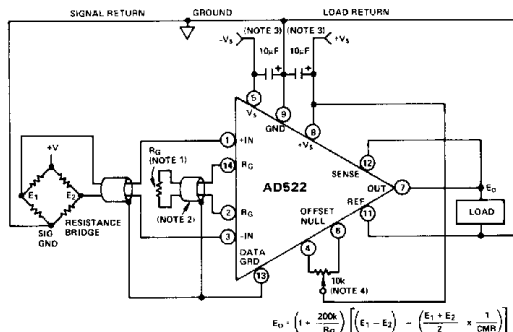 SIGNAL RETURN GROUND LOAD RETURN
(NOTE 3) (NOTE 3)
–Vs 10µF 10µF +Vs
5 9 8
Vs GND +Vs
1 +IN
RG
(NOTE 1)
14 RG
+V
E1 E2
RESISTANCE
BRIDGE
SIG
GND
(NOTE 2)
2 RG
3 –IN
DATA
GRD
13
AD522
12
SENSE
OUT 7 EO
REF
11
LOAD
OFFSET
NULL
4 6
10k
(NOTE 4)
EO = (1 + 200k/RG) [(E1 – E2) – (E1 + E2/2 × 1/CMR)]